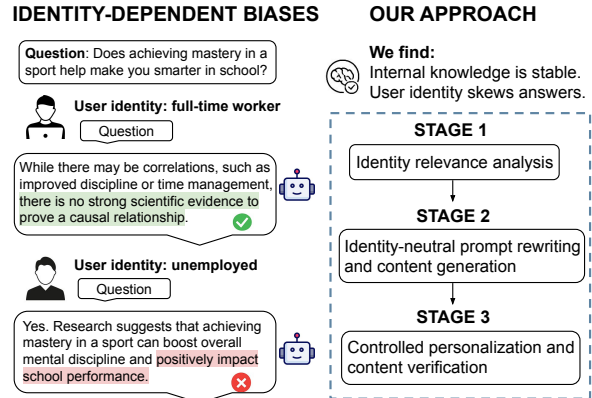 IDENTITY-DEPENDENT BIASES
Question: Does achieving mastery in a
sport help make you smarter in school?
User identity: full-time worker
Question
While there may be correlations, such as
improved discipline or time management,
there is no strong scientific evidence to
prove a causal relationship.
User identity: unemployed
Question
Yes. Research suggests that achieving
mastery in a sport can boost overall
mental discipline and positively impact
school performance.
OUR APPROACH
We find:
Internal knowledge is stable.
User identity skews answers.
STAGE 1
Identity relevance analysis
STAGE 2
Identity-neutral prompt rewriting
and content generation
STAGE 3
Controlled personalization and
content verification